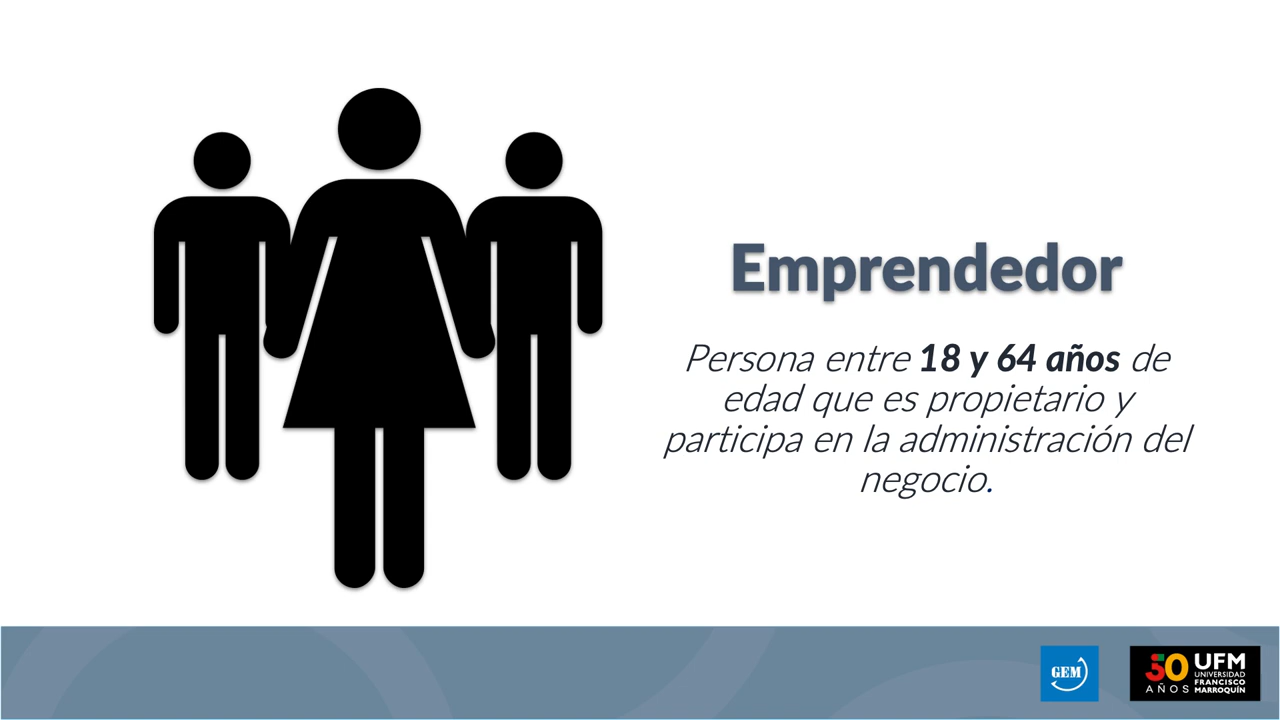 Emprendedor
Persona entre 18 y 64 años de
edad que es propietario y
participa en la administración del
negocio.
GEM
50 AÑOS
UFM
UNIVERSIDAD
FRANCISCO
MARROQUÍN